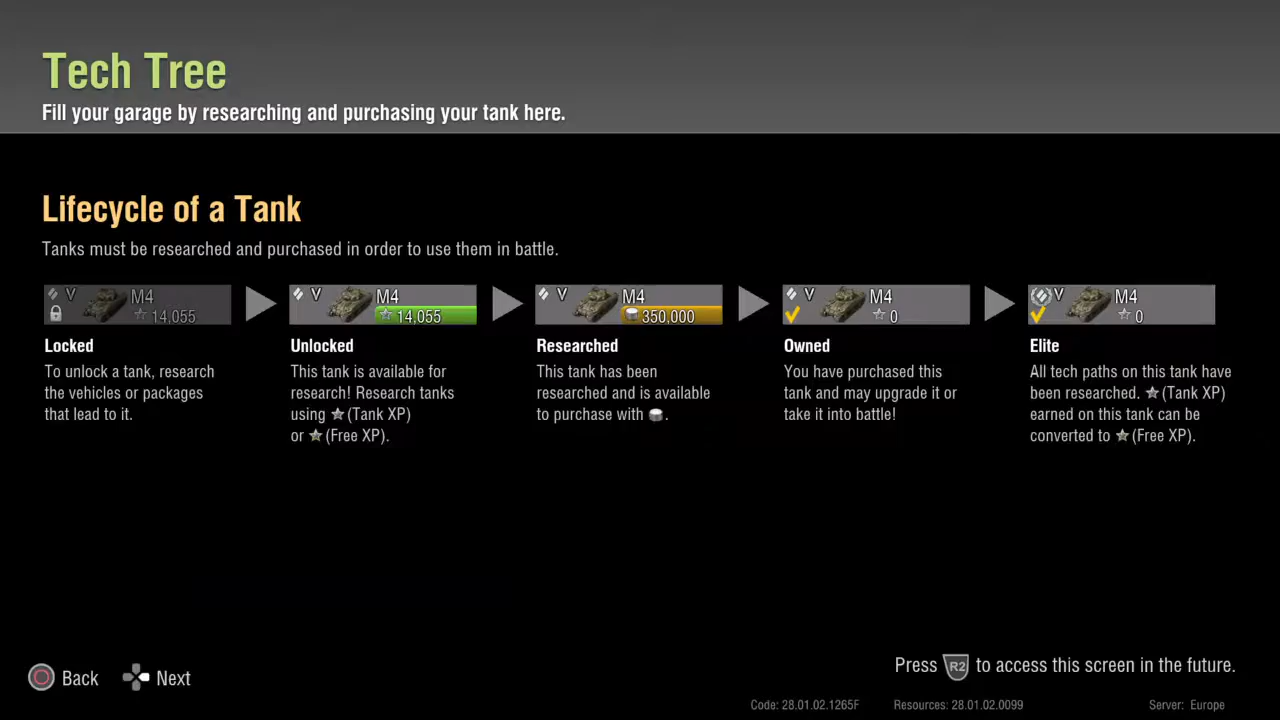 Tech Tree
Fill your garage by researching and purchasing your tank here.
Lifecycle of a Tank
Tanks must be researched and purchased in order to use them in battle.
V M4
14,055
V M4
14,055
V M4
350,000
V M4
0
V M4
0
Locked
To unlock a tank, research
the vehicles or packages
that lead to it.
Unlocked
This tank is available for
research! Research tanks
using (Tank XP)
or (Free XP).
Researched
This tank has been
researched and is available
to purchase with .
Owned
You have purchased this
tank and may upgrade it or
take it into battle!
Elite
All tech paths on this tank have
been researched. (Tank XP)
earned on this tank can be
converted to (Free XP).
Back Next
Press R2 to access this screen in the future.
Code: 28.01.02.1265F Resources: 28.01.02.0099 Server: Europe